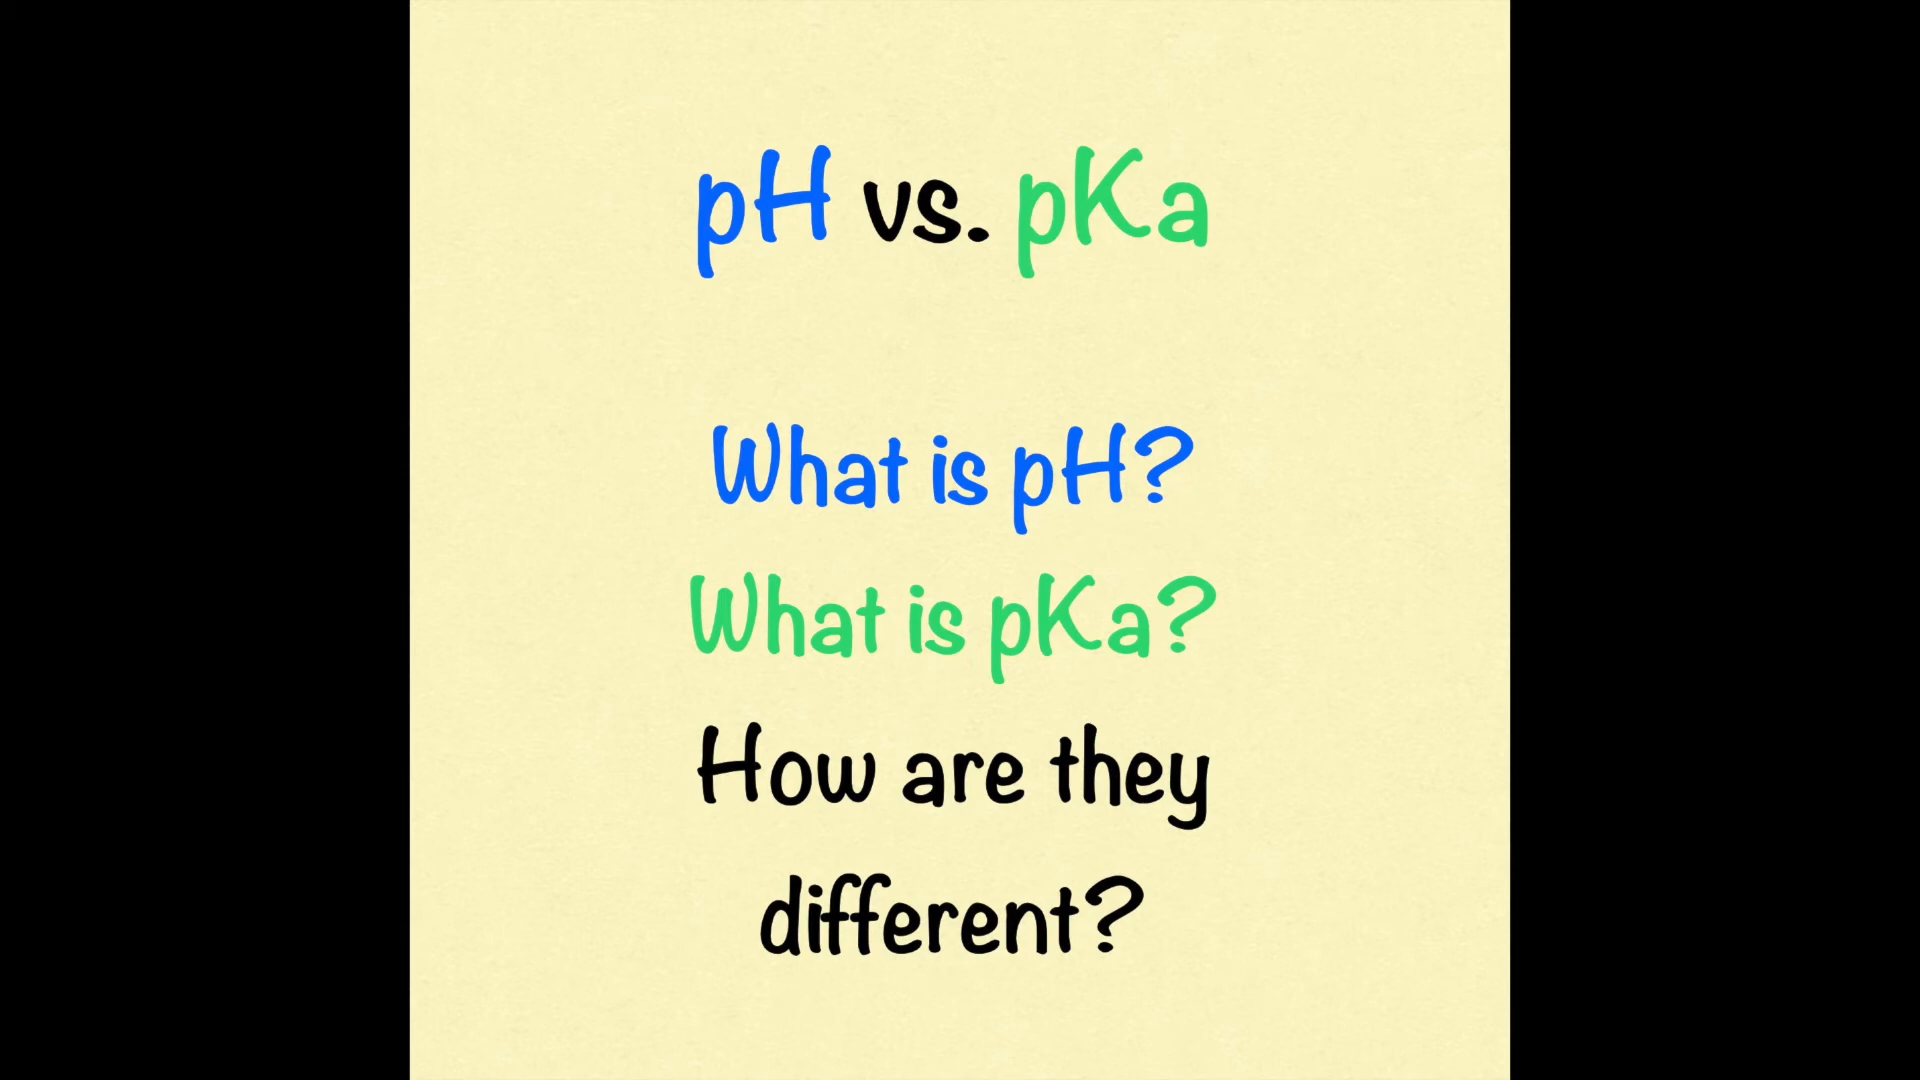 pH vs. pKa
What is pH?
What is pKa?
How are they
different?